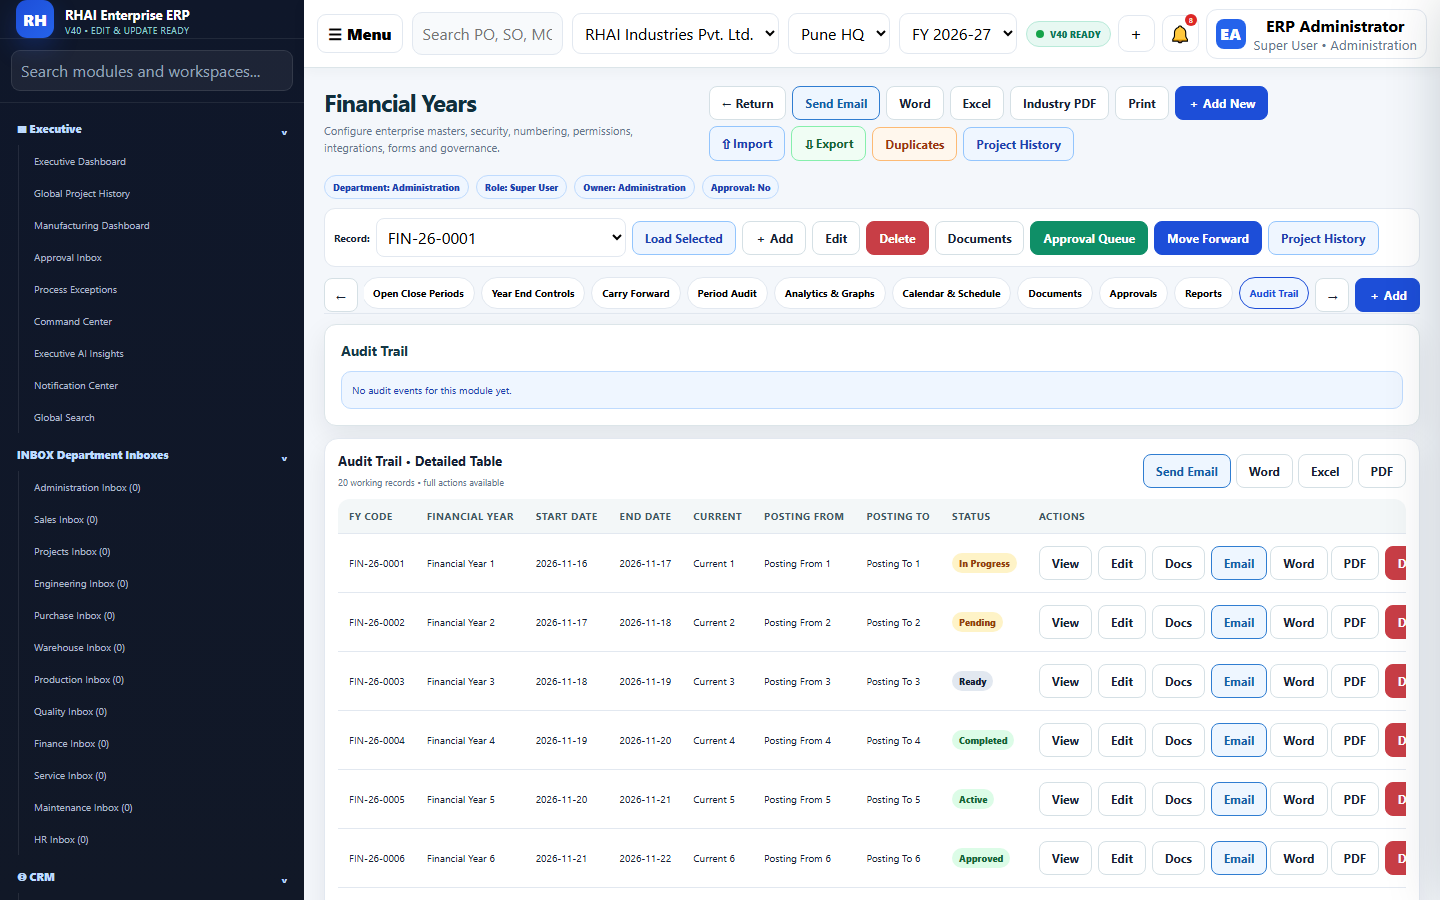 RH
RHAI Enterprise ERP
V40 • EDIT & UPDATE READY
Search modules and workspaces...
Executive
Executive Dashboard
Global Project History
Manufacturing Dashboard
Approval Inbox
Process Exceptions
Command Center
Executive AI Insights
Notification Center
Global Search
INBOX Department Inboxes
Administration Inbox (0)
Sales Inbox (0)
Projects Inbox (0)
Engineering Inbox (0)
Purchase Inbox (0)
Warehouse Inbox (0)
Production Inbox (0)
Quality Inbox (0)
Finance Inbox (0)
Service Inbox (0)
Maintenance Inbox (0)
HR Inbox (0)
CRM
☰ Menu
Search PO, SO, MC
RHAI Industries Pvt. Ltd.
Pune HQ
FY 2026-27
V40 READY
+
8
EA
ERP Administrator
Super User • Administration
Financial Years
Configure enterprise masters, security, numbering, permissions,
integrations, forms and governance.
← Return
Send Email
Word
Excel
Industry PDF
Print
+ Add New
⇧ Import
⇩ Export
Duplicates
Project History
Department: Administration
Role: Super User
Owner: Administration
Approval: No
Record:
FIN-26-0001
Load Selected
+ Add
Edit
Delete
Documents
Approval Queue
Move Forward
Project History
←
Open Close Periods
Year End Controls
Carry Forward
Period Audit
Analytics & Graphs
Calendar & Schedule
Documents
Approvals
Reports
Audit Trail
→
+ Add
Audit Trail
No audit events for this module yet.
Audit Trail • Detailed Table
20 working records • full actions available
Send Email
Word
Excel
PDF
FY CODE FINANCIAL YEAR START DATE END DATE CURRENT POSTING FROM POSTING TO STATUS ACTIONS
FIN-26-0001 Financial Year 1 2026-11-16 2026-11-17 Current 1 Posting From 1 Posting To 1 In Progress View Edit Docs Email Word PDF D
FIN-26-0002 Financial Year 2 2026-11-17 2026-11-18 Current 2 Posting From 2 Posting To 2 Pending View Edit Docs Email Word PDF D
FIN-26-0003 Financial Year 3 2026-11-18 2026-11-19 Current 3 Posting From 3 Posting To 3 Ready View Edit Docs Email Word PDF D
FIN-26-0004 Financial Year 4 2026-11-19 2026-11-20 Current 4 Posting From 4 Posting To 4 Completed View Edit Docs Email Word PDF D
FIN-26-0005 Financial Year 5 2026-11-20 2026-11-21 Current 5 Posting From 5 Posting To 5 Active View Edit Docs Email Word PDF D
FIN-26-0006 Financial Year 6 2026-11-21 2026-11-22 Current 6 Posting From 6 Posting To 6 Approved View Edit Docs Email Word PDF D